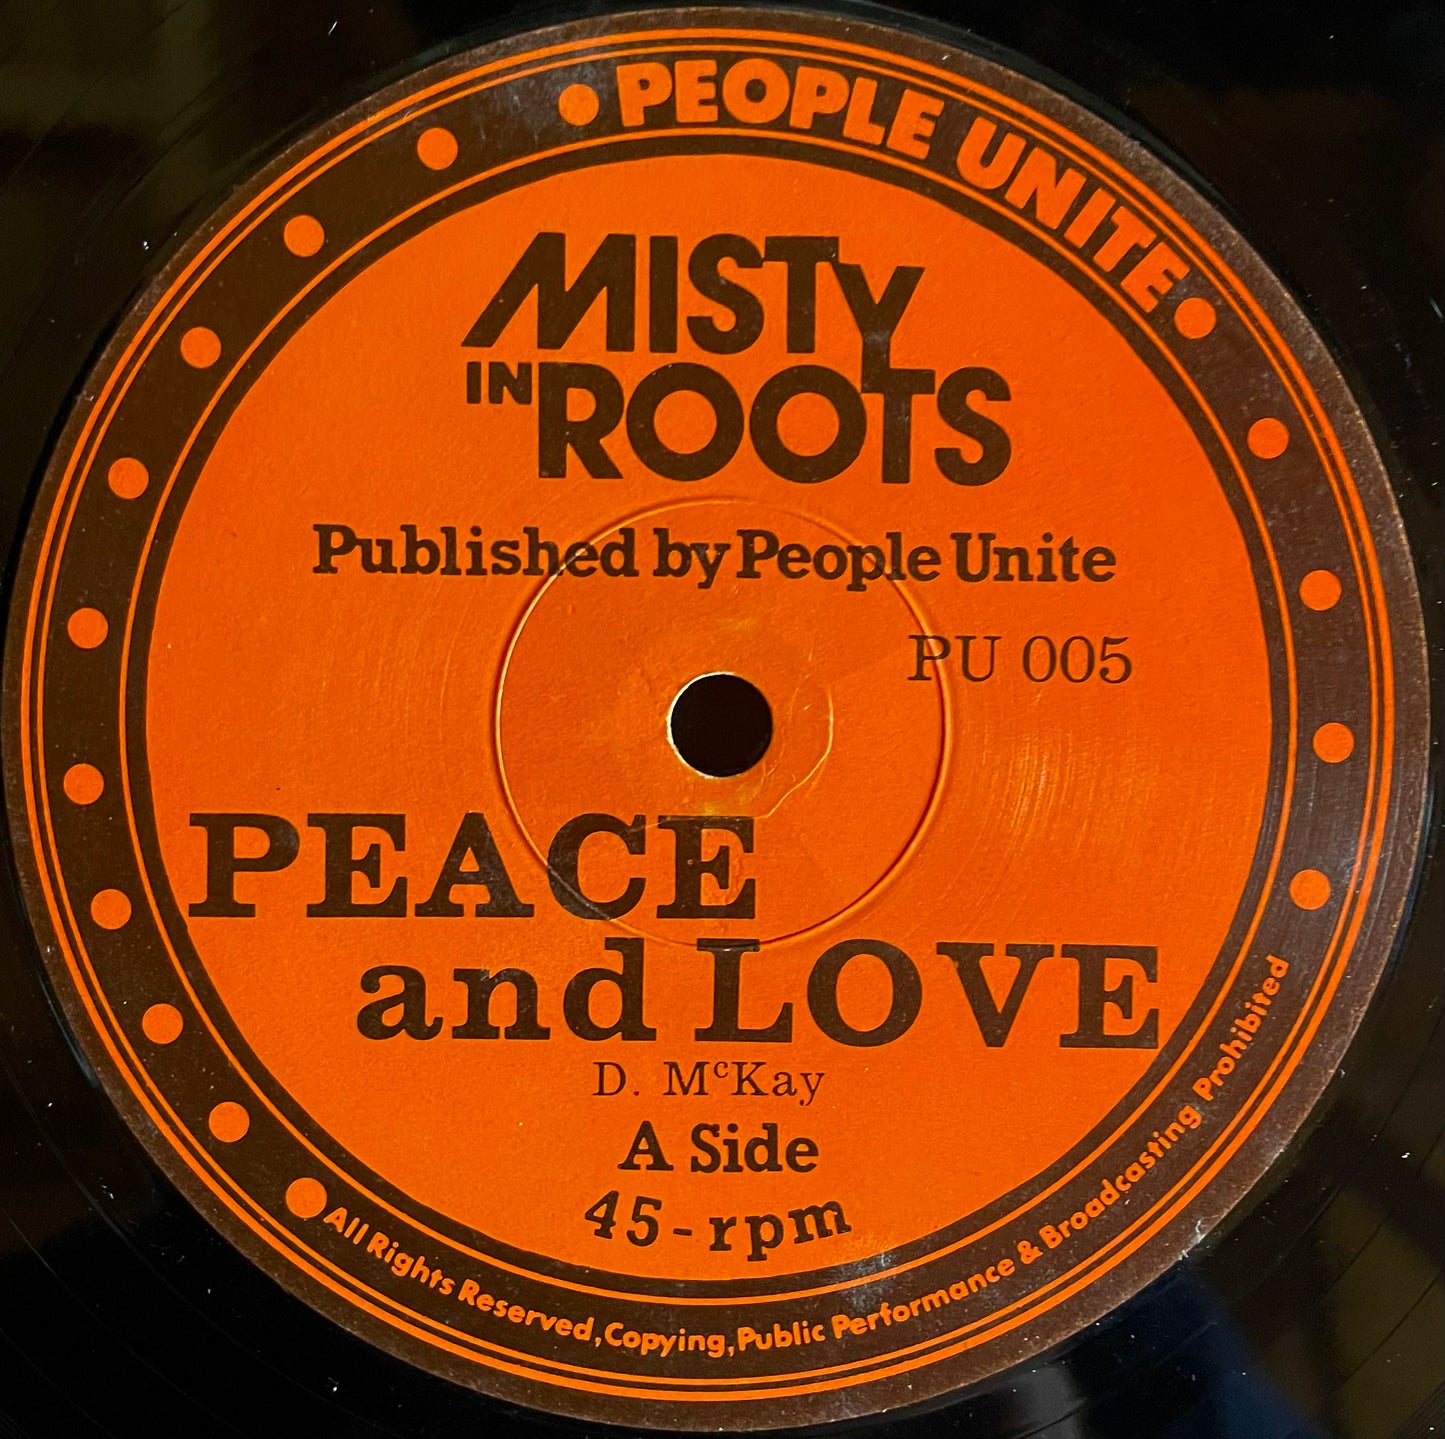 PEOPLE UNITE
MISTY
IN ROOTS
Published by People Unite
PU 005
PEACE
and LOVE
D. McKay
A Side
45-rpm
All Rights Reserved, Copying, Public Performance & Broadcasting Prohibited